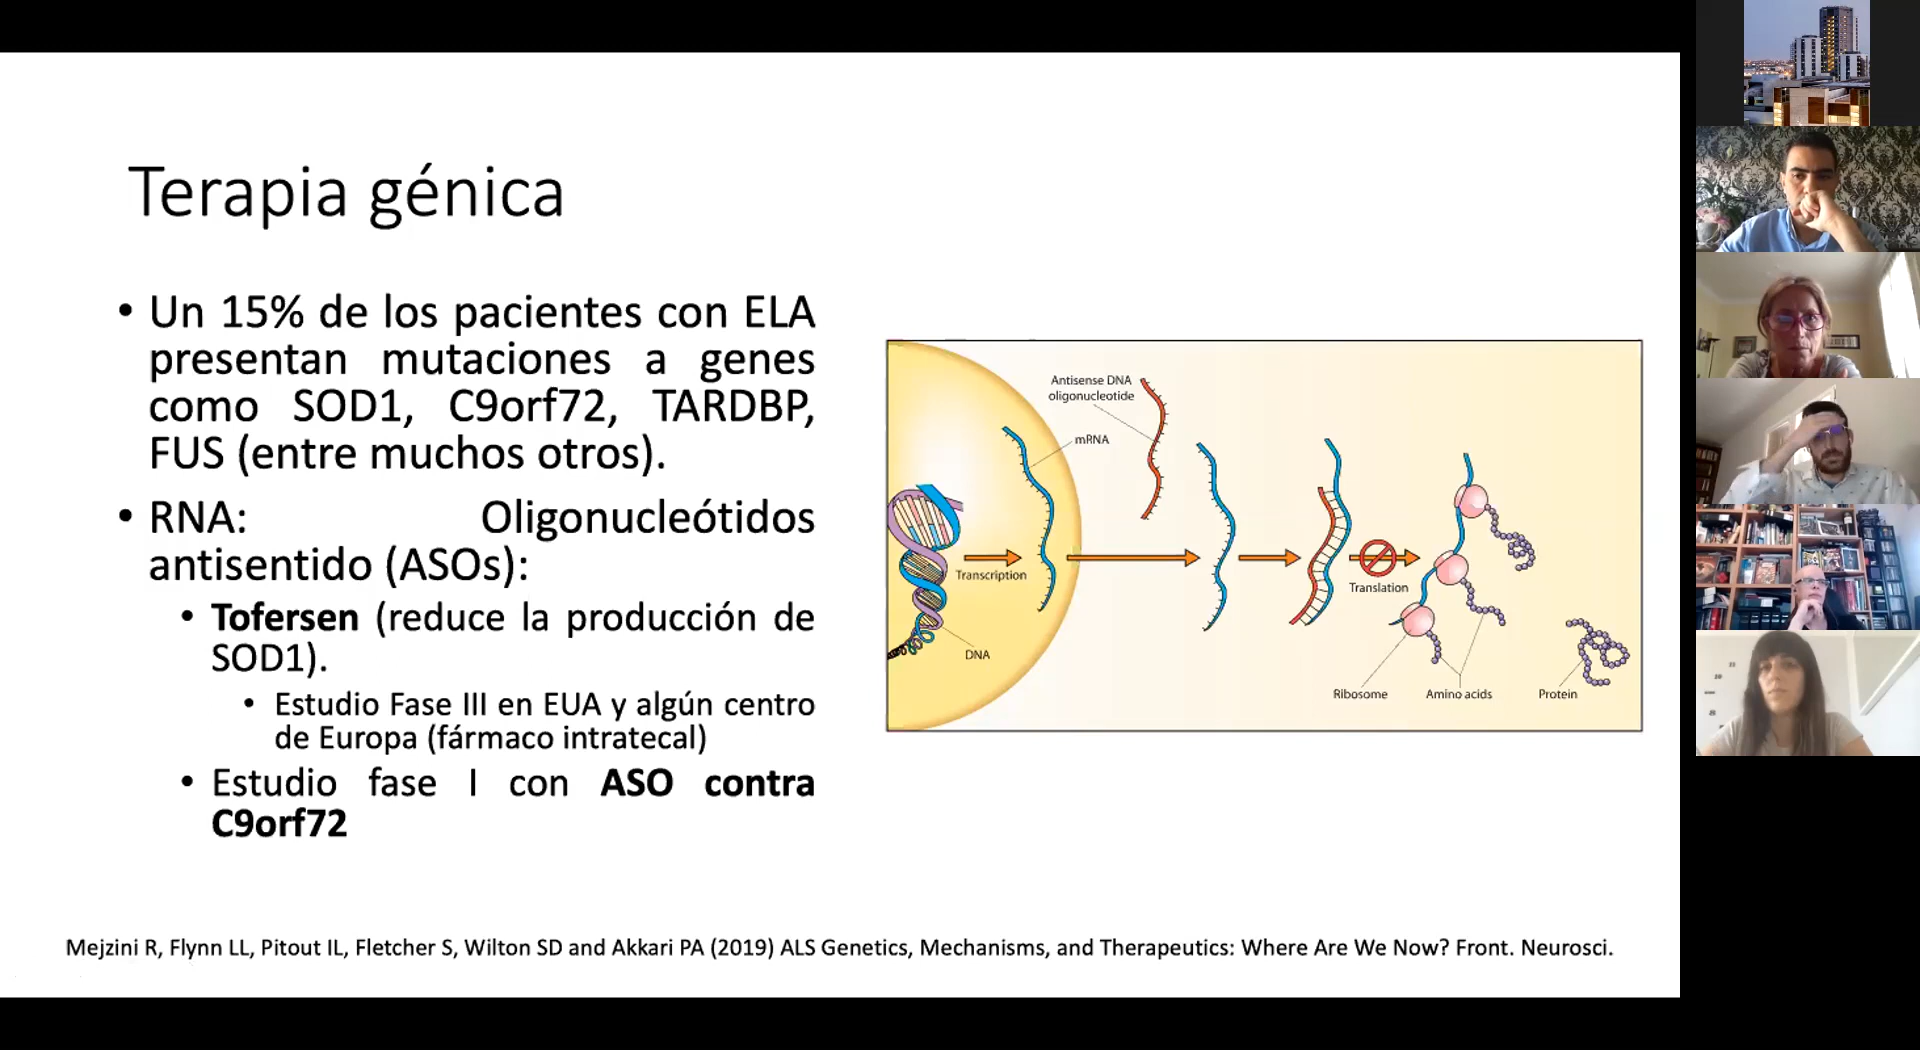 Terapia génica
• Un 15% de los pacientes con ELA
presentan mutaciones a genes
como SOD1, C9orf72, TARDBP,
FUS (entre muchos otros).
• RNA: Oligonucleótidos
antisentido (ASOs):
• Tofersen (reduce la producción de
SOD1).
• Estudio Fase III en EUA y algún centro
de Europa (fármaco intratecal)
• Estudio fase I con ASO contra
C9orf72
Antisense DNA
oligonucleotide
mRNA
Transcription
Translation
DNA
Ribosome
Amino acids
Protein
Mejzini R, Flynn LL, Pitout IL, Fletcher S, Wilton SD and Akkari PA (2019) ALS Genetics, Mechanisms, and Therapeutics: Where Are We Now? Front. Neurosci.